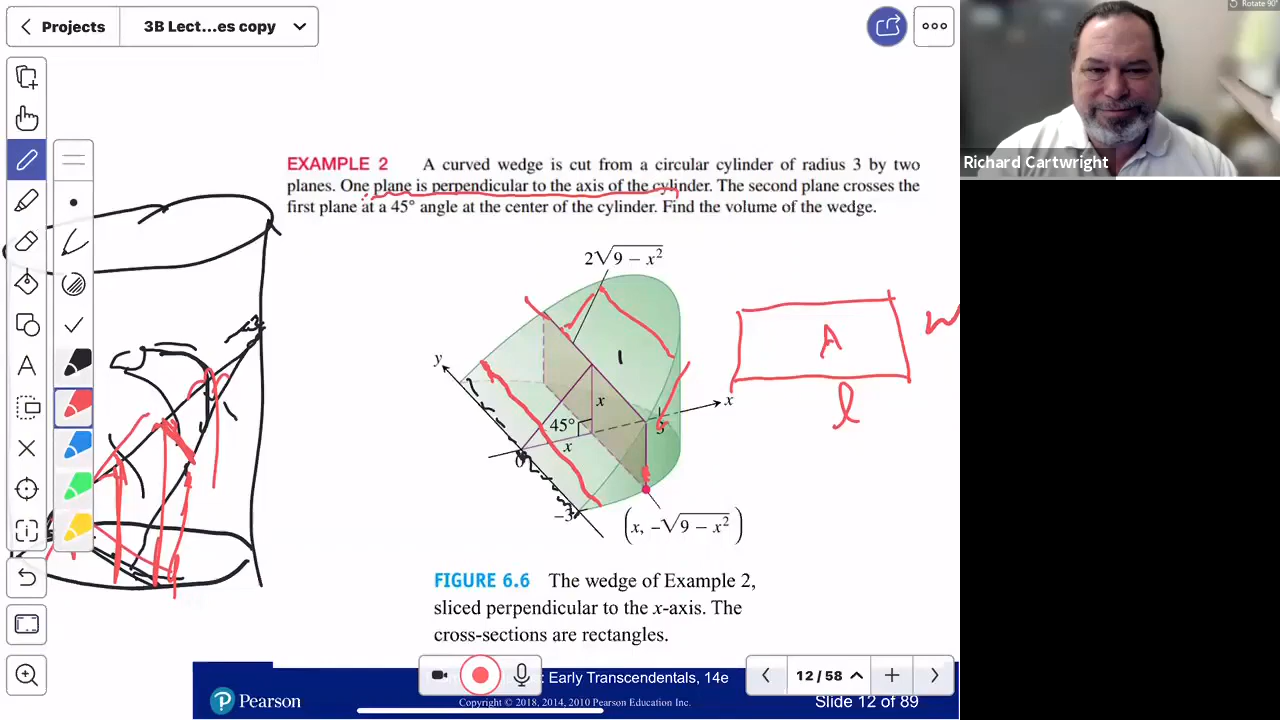 Projects
3B Lect...es copy
Rotate 90°
Richard Cartwright
EXAMPLE 2 A curved wedge is cut from a circular cylinder of radius 3 by two
planes. One plane is perpendicular to the axis of the cylinder. The second plane crosses the
first plane at a 45° angle at the center of the cylinder. Find the volume of the wedge.
2√9 − x²
A
w
l
y
x
x
45°
x
0
−3
(x, −√9 − x²)
FIGURE 6.6 The wedge of Example 2,
sliced perpendicular to the x-axis. The
cross-sections are rectangles.
: Early Transcendentals, 14e
12/58
Pearson
Copyright © 2018, 2014, 2010 Pearson Education Inc.
Slide 12 of 89